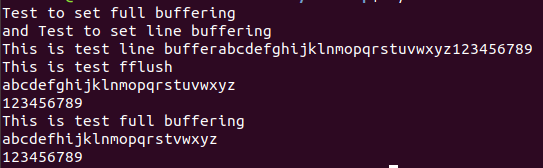 Test to set full buffering
and Test to set line buffering
This is test line bufferabcdefghijklnmopqrstuvwxyz123456789
This is test fflush
abcdefghijklnmopqrstuvwxyz
123456789
This is test full buffering
abcdefhijklnmopqrstvwxyz
123456789